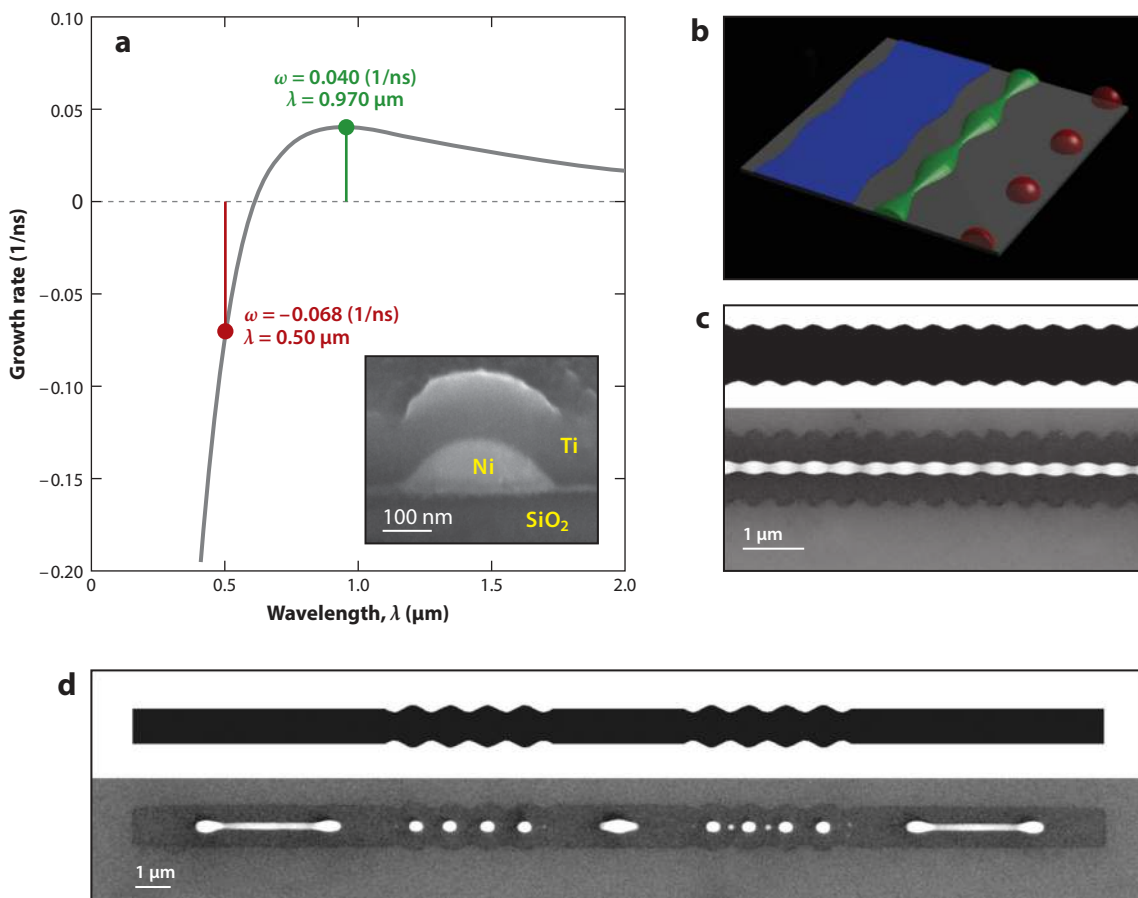 a
ω = 0.040 (1/ns)
λ = 0.970 µm
ω = –0.068 (1/ns)
λ = 0.50 µm
0.10
0.05
0
–0.05
–0.10
–0.15
–0.20
Growth rate (1/ns)
0
0.5
1.0
1.5
2.0
Wavelength, λ (µm)
Ni
Ti
SiO₂
100 nm
b
c
1 µm
d
1 µm